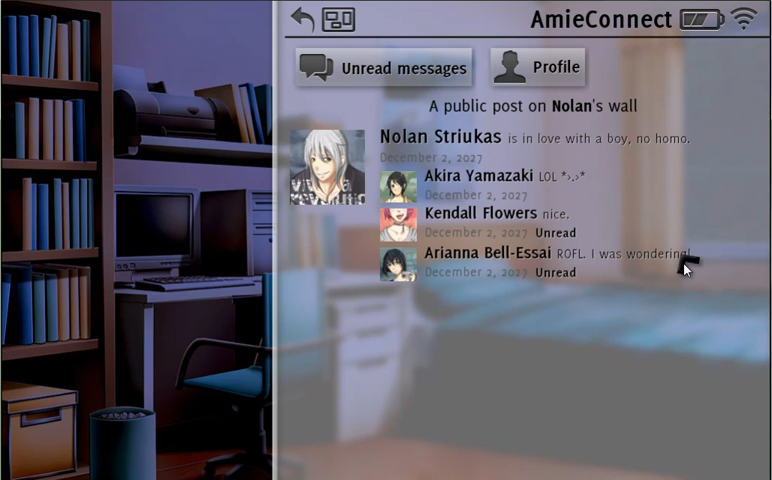 AmieConnect
Unread messages
Profile
A public post on Nolan's wall
Nolan Striukas is in love with a boy, no homo.
December 2, 2027
Akira Yamazaki LOL *>.>*
December 2, 2027
Kendall Flowers nice.
December 2, 2027 Unread
Arianna Bell-Essai ROFL. I was wondering!
December 2, 2027 Unread